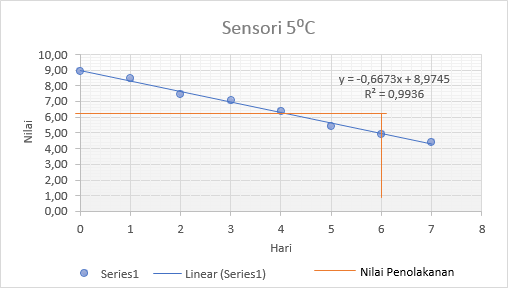 Sensori 5⁰C
10,00
9,00
8,00
7,00
6,00
5,00
4,00
3,00
2,00
1,00
0,00
Nilai
y = -0,6673x + 8,9745
R² = 0,9936
0 1 2 3 4 5 6 7 8
Hari
Series1 Linear (Series1) Nilai Penolakanan